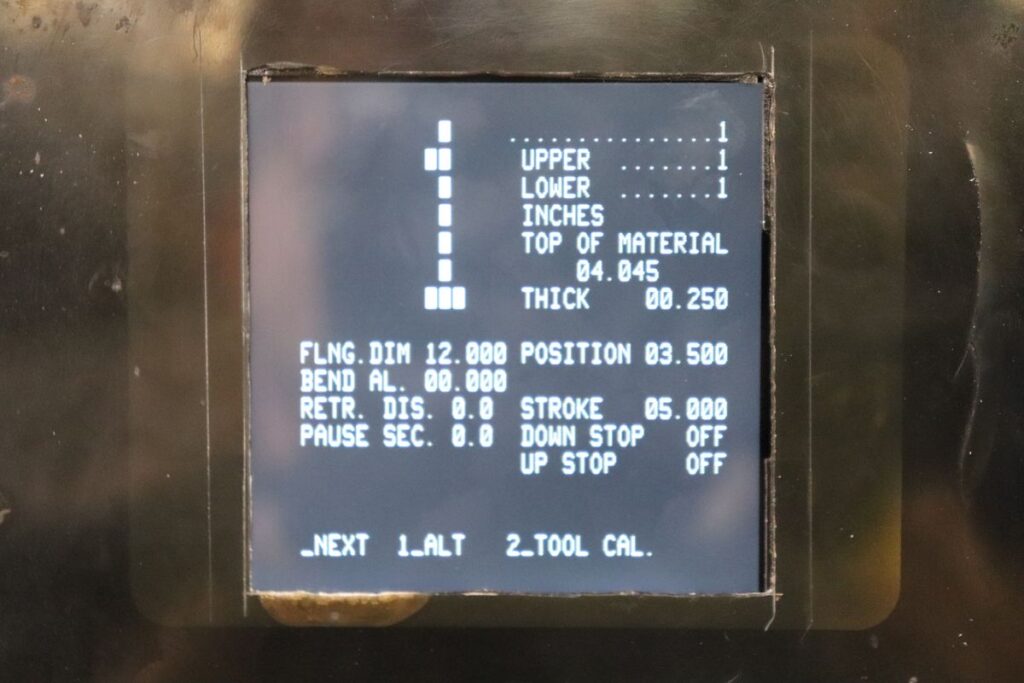 ...............1
UPPER .......1
LOWER .......1
INCHES
TOP OF MATERIAL
04.045
THICK 00.250
FLNG.DIM 12.000 POSITION 03.500
BEND AL. 00.000
RETR. DIS. 0.0 STROKE 05.000
PAUSE SEC. 0.0 DOWN STOP OFF
UP STOP OFF
_NEXT 1_ALT 2_TOOL CAL.